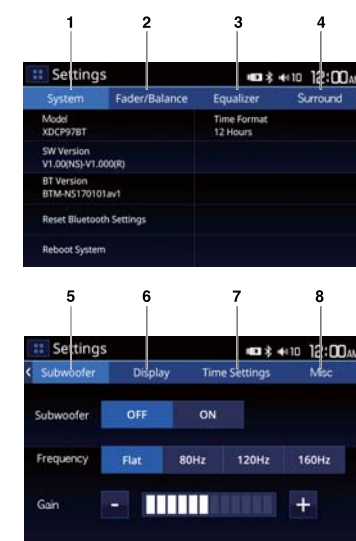 1 2 3 4
Settings 10 12:00AM
System Fader/Balance Equalizer Surround
Model Time Format
XDCP97BT 12 Hours
SW Version
V1.00(NS)-V1.000(R)
BT Version
BTM-NS170101av1
Reset Bluetooth Settings
Reboot System
5 6 7 8
Settings 10 12:00AM
< Subwoofer Display Time Settings Misc
Subwoofer OFF ON
Frequency Flat 80Hz 120Hz 160Hz
Gain - +